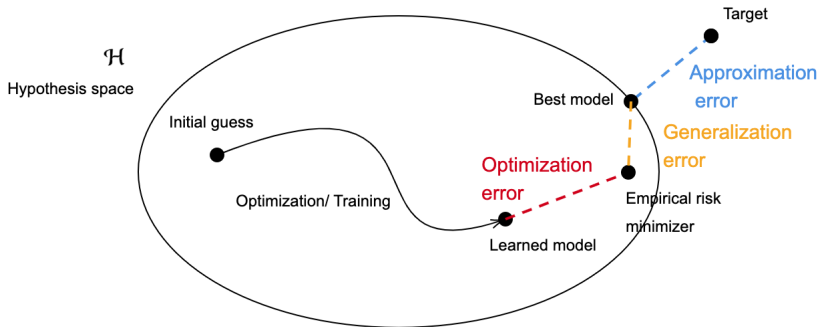 Target
ℋ
Hypothesis space
Approximation
error
Best model
Initial guess
Generalization
error
Optimization
error
Optimization/ Training
Empirical risk
minimizer
Learned model